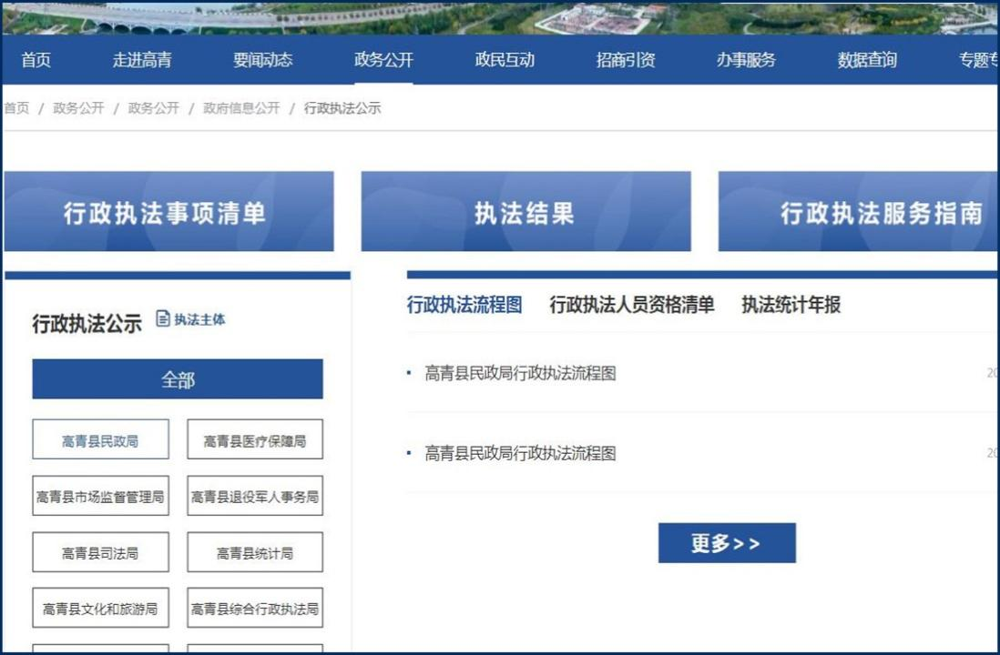 首页 走进高青 要闻动态 政务公开 政民互动 招商引资 办事服务 数据查询 专题
首页 / 政务公开 / 政务公开 / 政府信息公开 / 行政执法公示
行政执法事项清单 执法结果 行政执法服务指南
行政执法公示 执法主体
全部
高青县民政局 高青县医疗保障局
高青县市场监督管理局 高青县退役军人事务局
高青县司法局 高青县统计局
高青县文化和旅游局 高青县综合行政执法局
行政执法流程图 行政执法人员资格清单 执法统计年报
高青县民政局行政执法流程图 20
高青县民政局行政执法流程图 20
更多>>